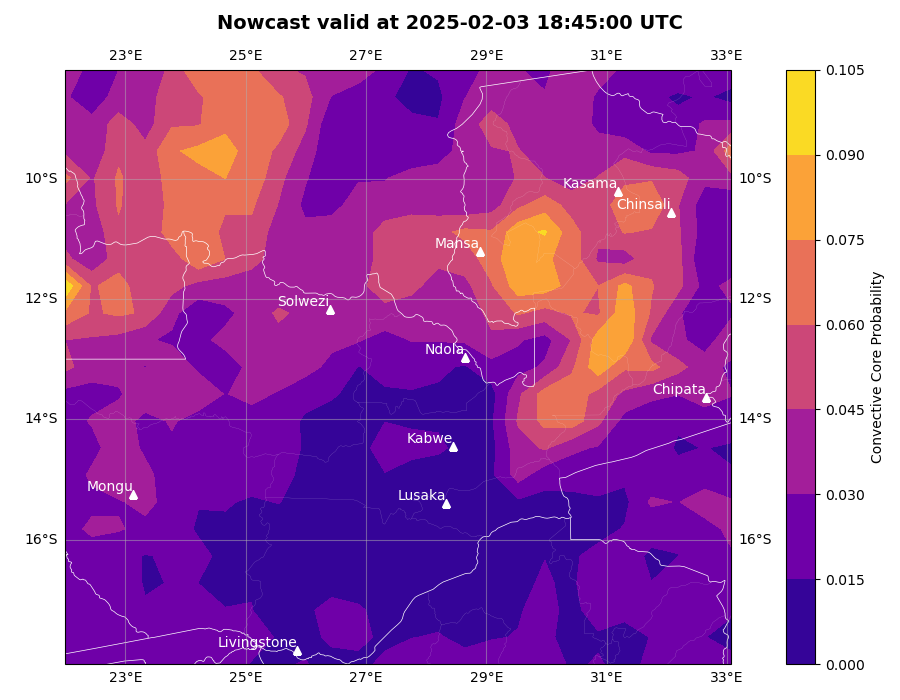 Nowcast valid at 2025-02-03 18:45:00 UTC
23°E 25°E 27°E 29°E 31°E 33°E
0.105
0.090
10°S Kasama 10°S
Chinsali
0.075
Mansa
12°S 12°S
Solwezi
0.060
Ndola
Chipata
0.045
14°S 14°S
Kabwe
Mongu
0.030
Lusaka
16°S 16°S
0.015
Livingstone
0.000
23°E 25°E 27°E 29°E 31°E 33°E
Convective Core Probability